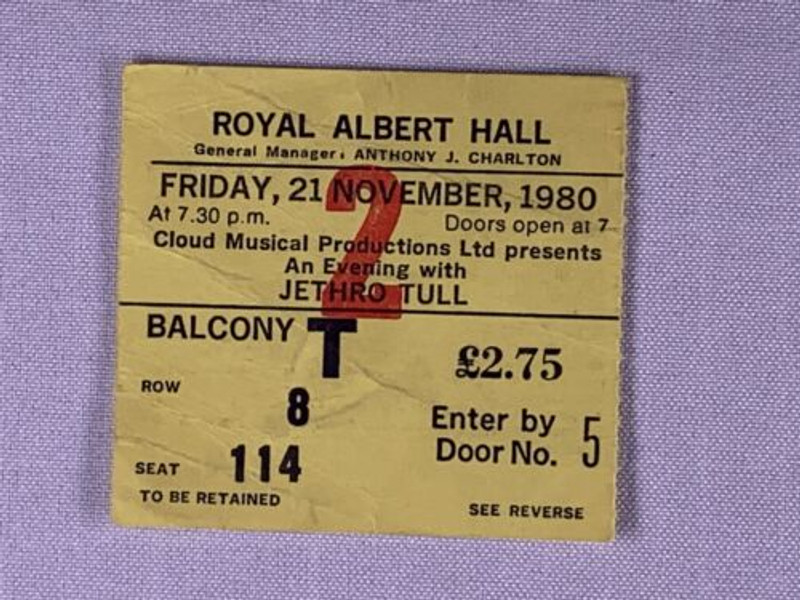 ROYAL ALBERT HALL
General Manager: ANTHONY J. CHARLTON
FRIDAY, 21 NOVEMBER, 1980
At 7.30 p.m. Doors open at 7
Cloud Musical Productions Ltd presents
An Evening with
JETHRO TULL
2
BALCONY T £2.75
ROW 8
Enter by
Door No. 5
SEAT 114
TO BE RETAINED SEE REVERSE